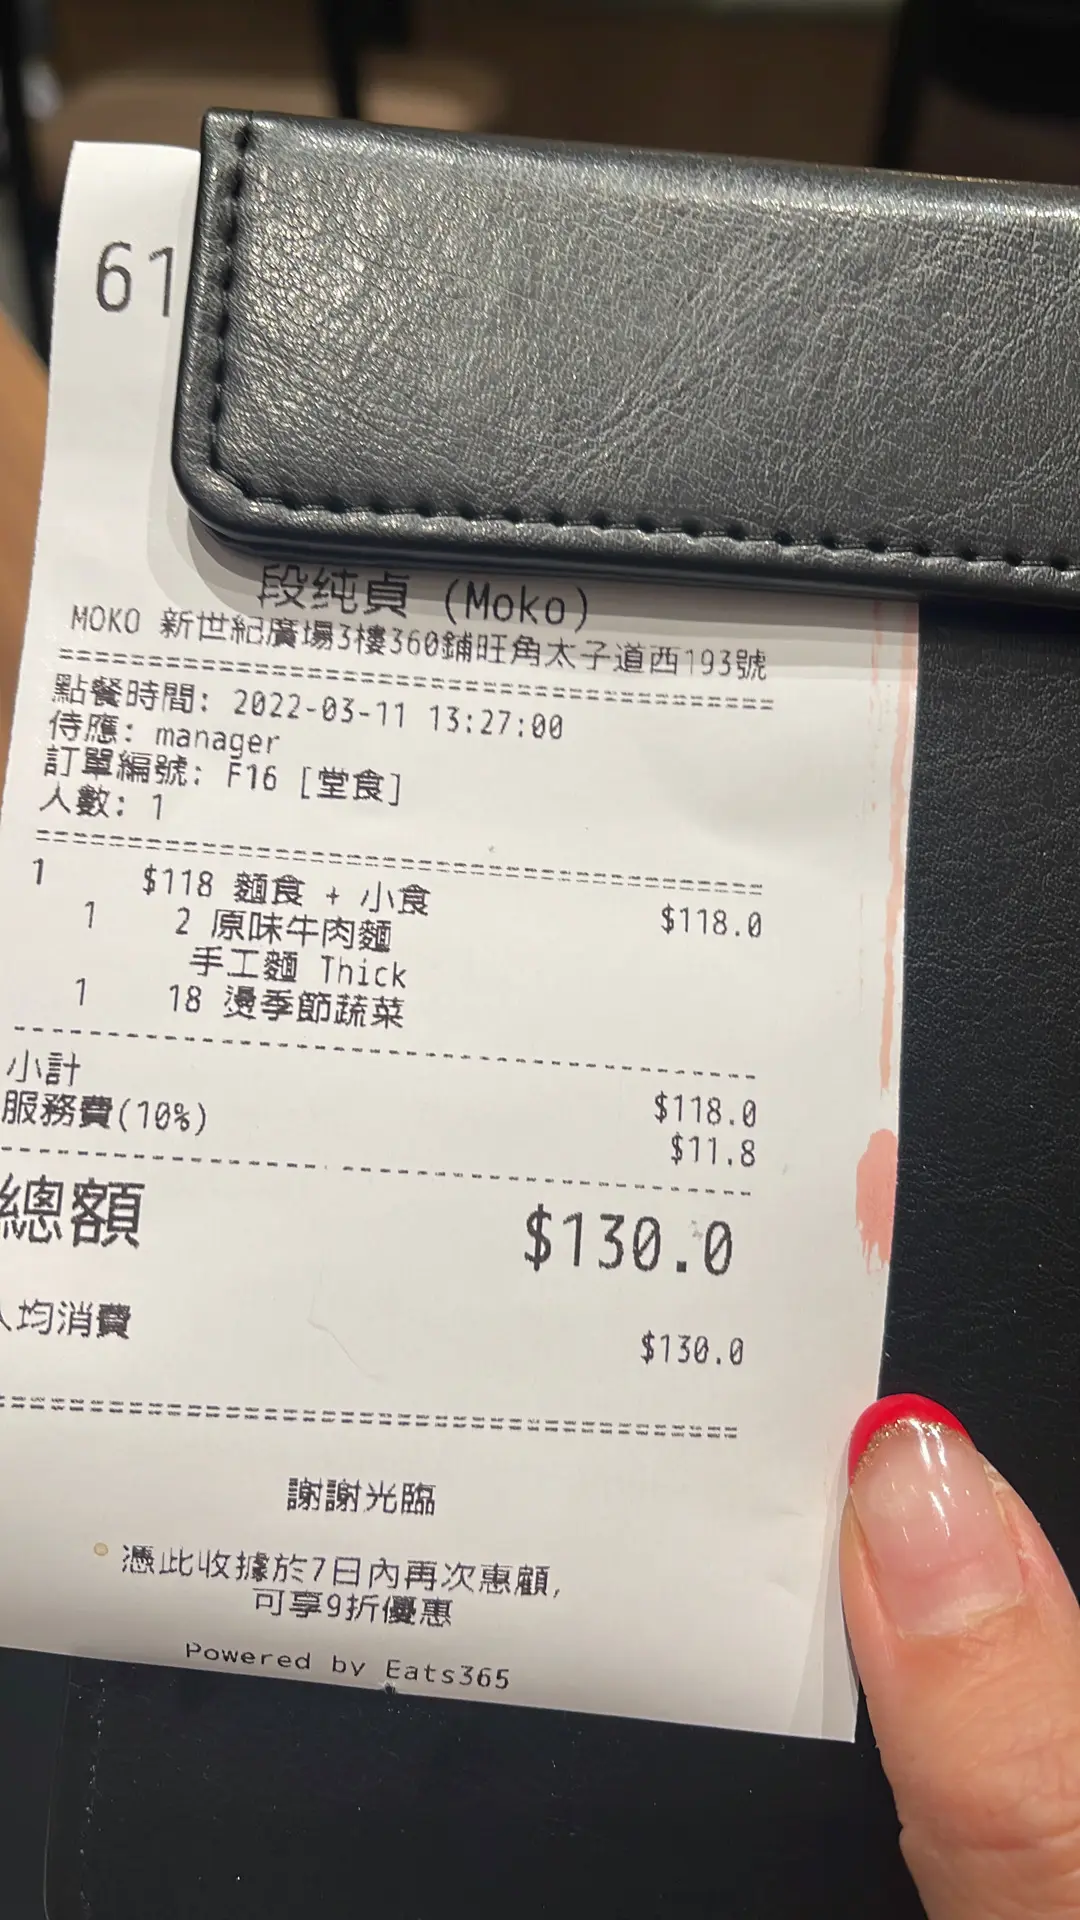 61
段純貞 (Moko)
MOKO 新世紀廣場3樓360鋪旺角太子道西193號
點餐時間: 2022-03-11 13:27:00
侍應: manager
訂單編號: F16 [堂食]
人數: 1
1 $118 麵食 + 小食 $118.0
1 2 原味牛肉麵
手工麵 Thick
1 18 燙季節蔬菜
小計 $118.0
服務費(10%) $11.8
總額 $130.0
人均消費 $130.0
謝謝光臨
憑此收據於7日內再次惠顧,
可享9折優惠
Powered by Eats365